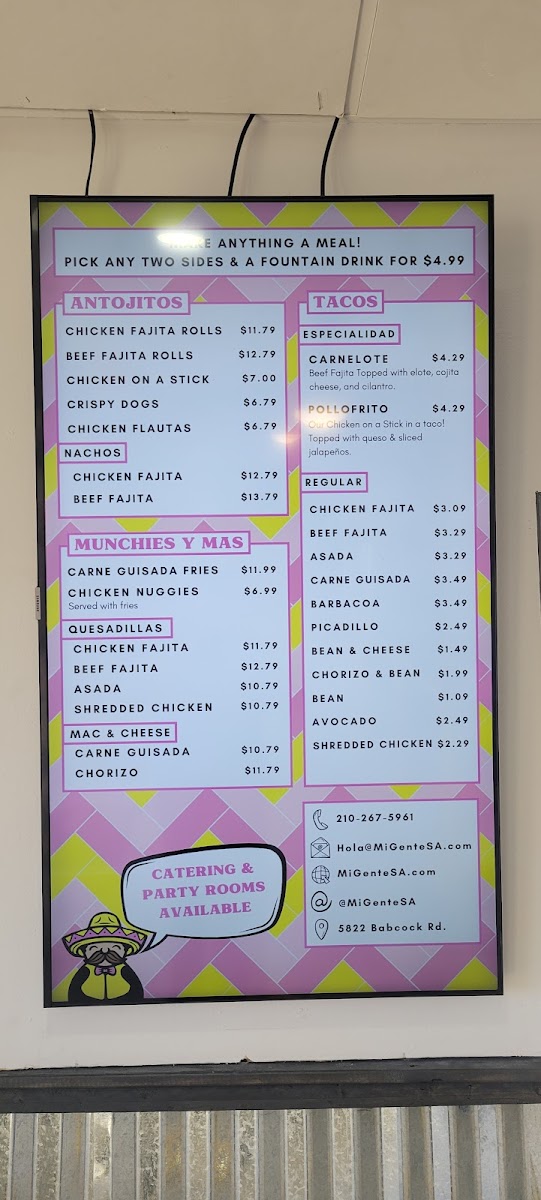 MAKE ANYTHING A MEAL!
PICK ANY TWO SIDES & A FOUNTAIN DRINK FOR $4.99
ANTOJITOS
CHICKEN FAJITA ROLLS $11.79
BEEF FAJITA ROLLS $12.79
CHICKEN ON A STICK $7.00
CRISPY DOGS $6.79
CHICKEN FLAUTAS $6.79
NACHOS
CHICKEN FAJITA $12.79
BEEF FAJITA $13.79
MUNCHIES Y MAS
CARNE GUISADA FRIES $11.99
CHICKEN NUGGIES $6.99
Served with fries
QUESADILLAS
CHICKEN FAJITA $11.79
BEEF FAJITA $12.79
ASADA $10.79
SHREDDED CHICKEN $10.79
MAC & CHEESE
CARNE GUISADA $10.79
CHORIZO $11.79
TACOS
ESPECIALIDAD
CARNELOTE $4.29
Beef Fajita Topped with elote, cojita
cheese, and cilantro.
POLLOFRITO $4.29
Our Chicken on a Stick in a taco!
Topped with queso & sliced
jalapeños.
REGULAR
CHICKEN FAJITA $3.09
BEEF FAJITA $3.29
ASADA $3.29
CARNE GUISADA $3.49
BARBACOA $3.49
PICADILLO $2.49
BEAN & CHEESE $1.49
CHORIZO & BEAN $1.99
BEAN $1.09
AVOCADO $2.49
SHREDDED CHICKEN $2.29
210-267-5961
Hola@MiGenteSA.com
MiGenteSA.com
@MiGenteSA
5822 Babcock Rd.
CATERING &
PARTY ROOMS
AVAILABLE